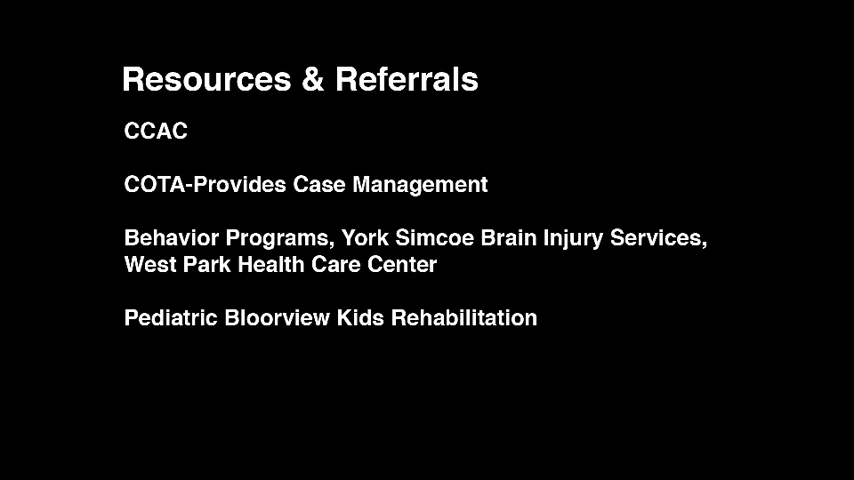 Resources & Referrals
CCAC
COTA-Provides Case Management
Behavior Programs, York Simcoe Brain Injury Services,
West Park Health Care Center
Pediatric Bloorview Kids Rehabilitation